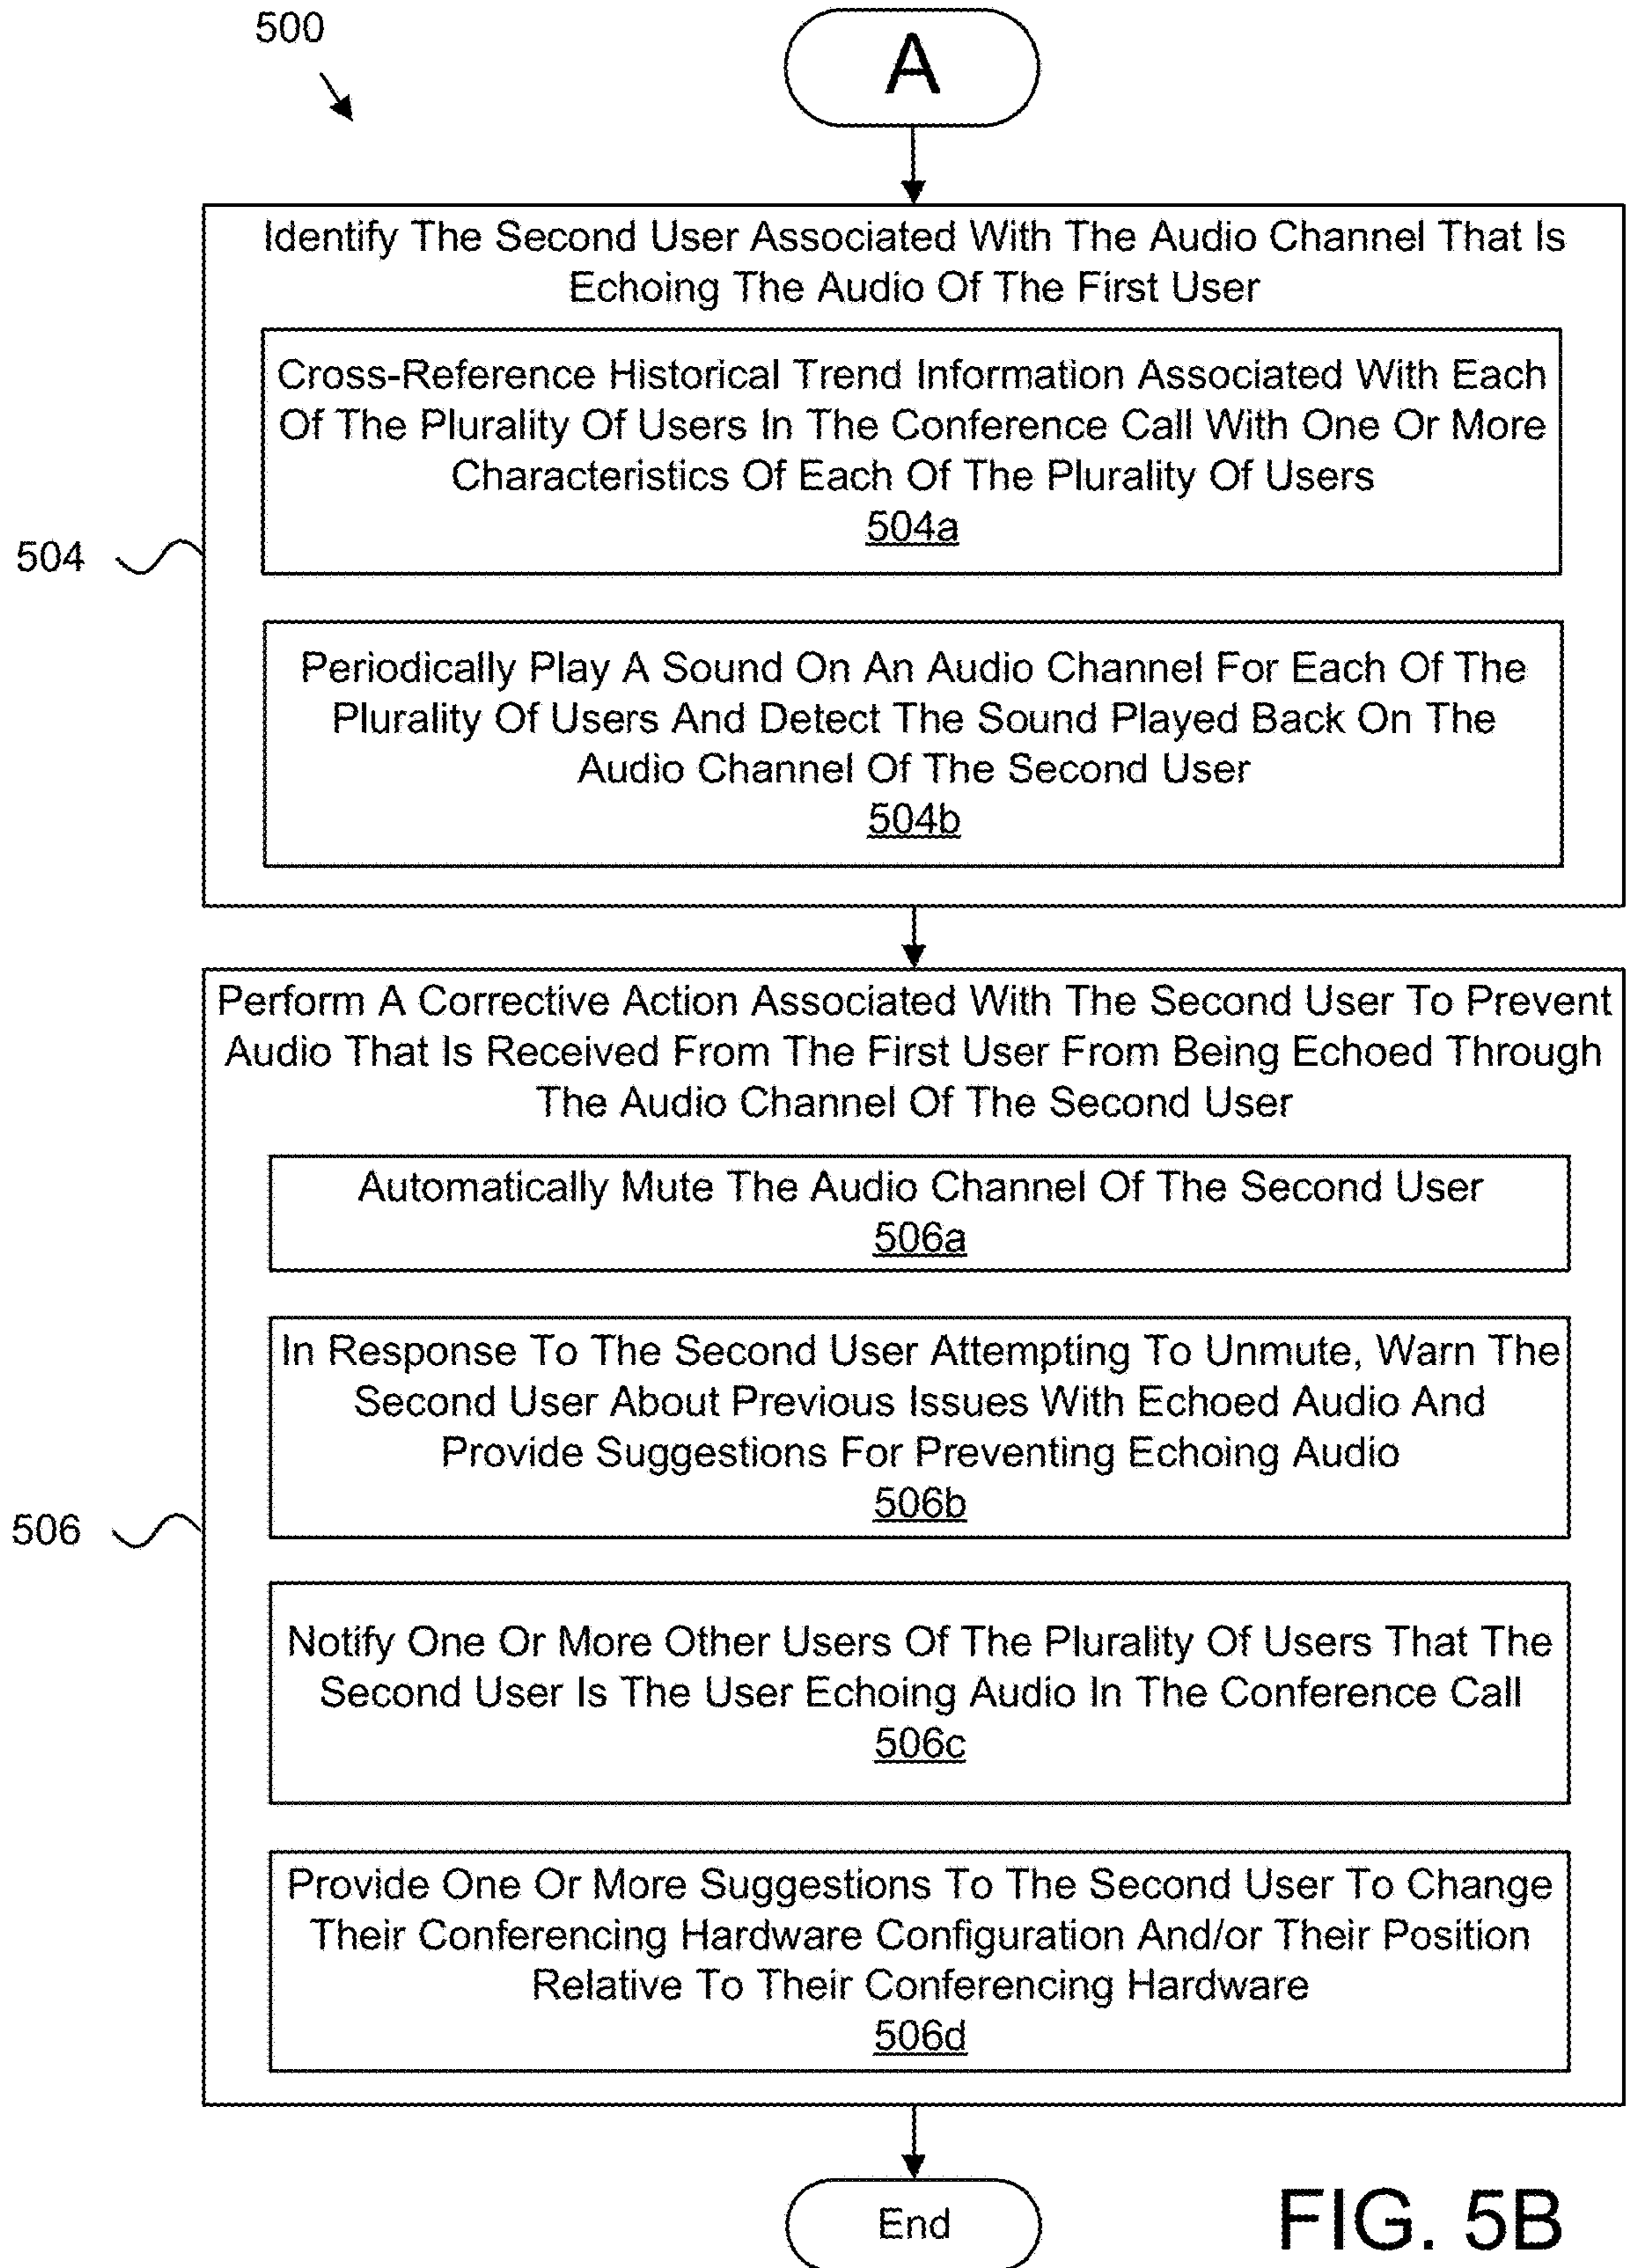 500
A
Identify The Second User Associated With The Audio Channel That Is
Echoing The Audio Of The First User
Cross-Reference Historical Trend Information Associated With Each
Of The Plurality Of Users In The Conference Call With One Or More
Characteristics Of Each Of The Plurality Of Users
504a
504
Periodically Play A Sound On An Audio Channel For Each Of The
Plurality Of Users And Detect The Sound Played Back On The
Audio Channel Of The Second User
504b
Perform A Corrective Action Associated With The Second User To Prevent
Audio That Is Received From The First User From Being Echoed Through
The Audio Channel Of The Second User
Automatically Mute The Audio Channel Of The Second User
506a
In Response To The Second User Attempting To Unmute, Warn The
Second User About Previous Issues With Echoed Audio And
Provide Suggestions For Preventing Echoing Audio
506b
506
Notify One Or More Other Users Of The Plurality Of Users That The
Second User Is The User Echoing Audio In The Conference Call
506c
Provide One Or More Suggestions To The Second User To Change
Their Conferencing Hardware Configuration And/or Their Position
Relative To Their Conferencing Hardware
506d
End
FIG. 5B